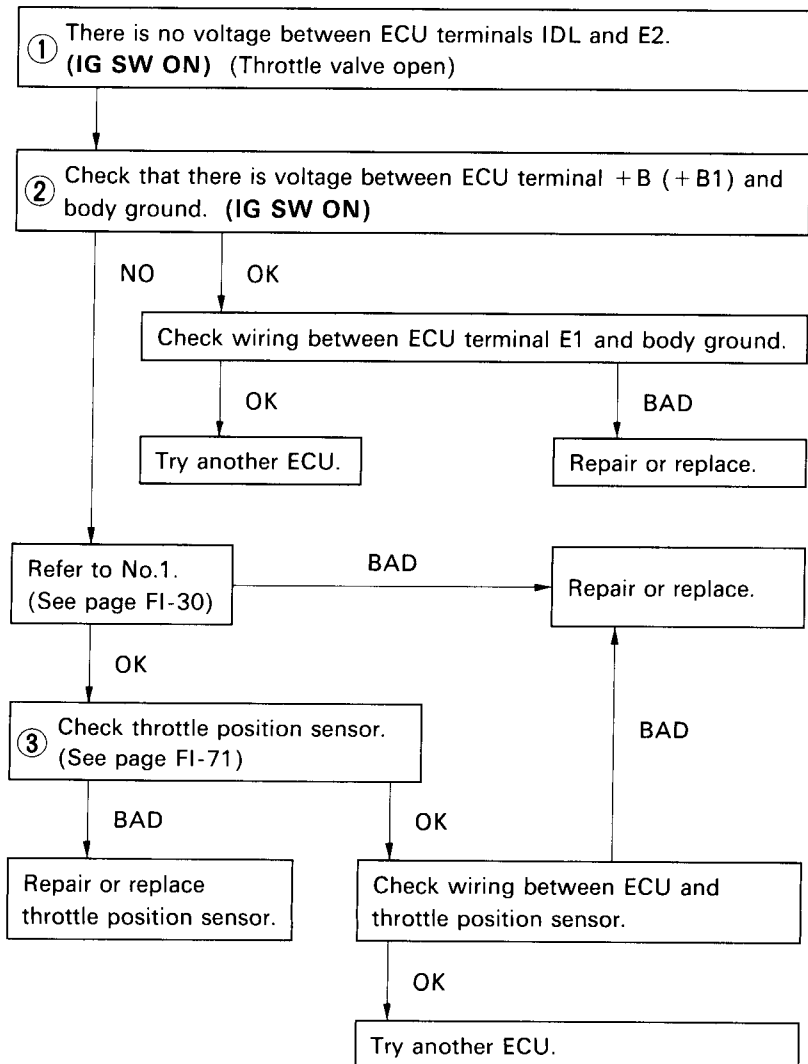 ① There is no voltage between ECU terminals IDL and E2.
(IG SW ON) (Throttle valve open)
② Check that there is voltage between ECU terminal +B (+B1) and
body ground. (IG SW ON)
NO
OK
Check wiring between ECU terminal E1 and body ground.
OK
BAD
Try another ECU.
Repair or replace.
Refer to No.1.
(See page FI-30)
BAD
Repair or replace.
OK
③ Check throttle position sensor.
(See page FI-71)
BAD
BAD
OK
Repair or replace
throttle position sensor.
Check wiring between ECU and
throttle position sensor.
OK
Try another ECU.